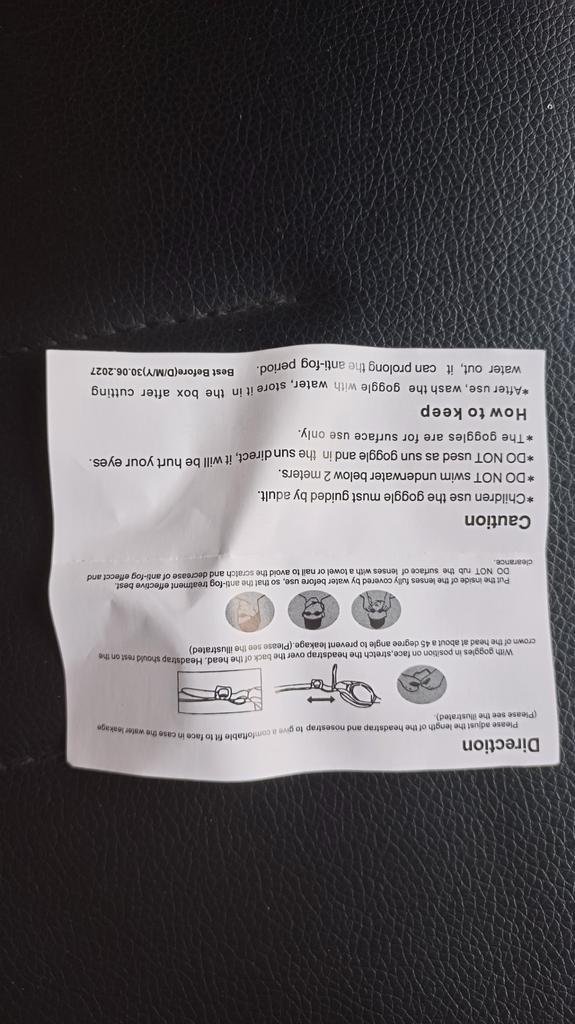 Direction
Please adjust the length of the headstrap and nosestrap to give a comftoftable fit to face in case the water leakage
(Please see the illustrated).
With goggles in position on face,stretch the headstrap over the back of the head. Headstrap should rest on the
crown of the head at about a 45 degree angle to prevent leakage.(Please see the illustrated)
Put the inside of the lenses fully covered by water before use, so that the anti-fog treatment effective best.
DO NOT rub the surface of lenses with a towel or nail to avoid the scratch and decrease of anti-fog effecct and
clearance.
Caution
*Children use the goggle must guided by adult.
*DO NOT swim underwater below 2 meters.
*DO NOT used as sun goggle and in the sun direct, it will be hurt your eyes.
*The goggles are for surface use only.
How to keep
*After use, wash the goggle with water, store it in the box after cutting
water out, it can prolong the anti-fog period. Best Before(D/M/Y)30.06.2027